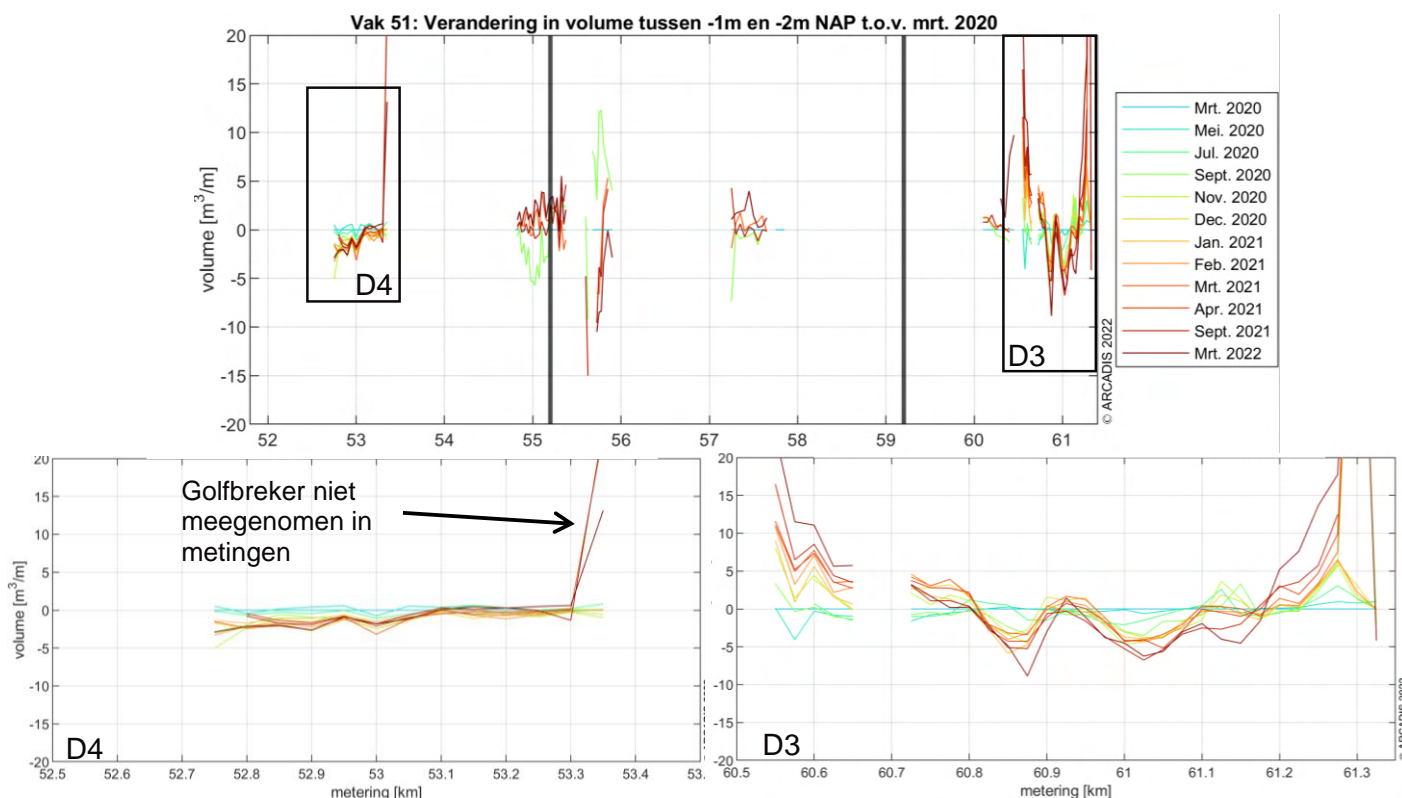 Vak 51: Verandering in volume tussen -1m en -2m NAP t.o.v. mrt. 2020
volume [m³/m]
20
15
10
5
0
-5
-10
-15
-20
52 53 54 55 56 57 58 59 60 61
D4
D3
© ARCADIS 2022
Mrt. 2020
Mei. 2020
Jul. 2020
Sept. 2020
Nov. 2020
Dec. 2020
Jan. 2021
Feb. 2021
Mrt. 2021
Apr. 2021
Sept. 2021
Mrt. 2022
volume [m³/m]
20
15
10
5
0
-5
-10
-15
-20
Golfbreker niet
meegenomen in
metingen
D4
52.5 52.6 52.7 52.8 52.9 53 53.1 53.2 53.3 53.4
metering [km]
20
15
10
5
0
-5
-10
-15
-20
D3
60.5 60.6 60.7 60.8 60.9 61 61.1 61.2 61.3
metering [km]
© ARCADIS 2022